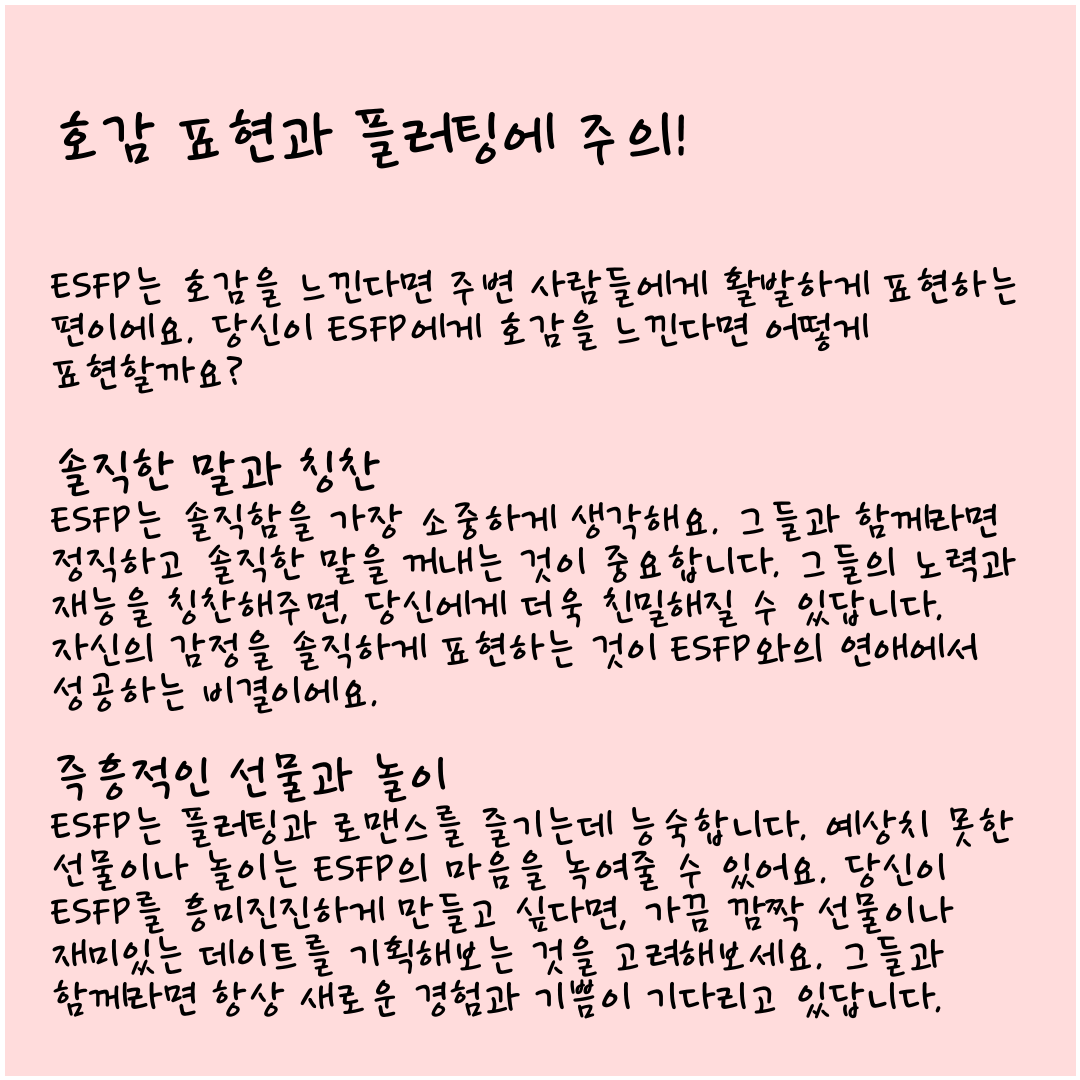 호감 표현과 플러팅에 주의!
ESFP는 호감을 느낀다면 주변 사람들에게 활발하게 표현하는
편이에요. 당신이 ESFP에게 호감을 느낀다면 어떻게
표현할까요?
솔직한 말과 칭찬
ESFP는 솔직함을 가장 소중하게 생각해요. 그들과 함께라면
정직하고 솔직한 말을 꺼내는 것이 중요합니다. 그들의 노력과
재능을 칭찬해주면, 당신에게 더욱 친밀해질 수 있답니다.
자신의 감정을 솔직하게 표현하는 것이 ESFP와의 연애에서
성공하는 비결이에요.
즉흥적인 선물과 놀이
ESFP는 플러팅과 로맨스를 즐기는데 능숙합니다. 예상치 못한
선물이나 놀이는 ESFP의 마음을 녹여줄 수 있어요. 당신이
ESFP를 흥미진진하게 만들고 싶다면, 가끔 깜짝 선물이나
재미있는 데이트를 기획해보는 것을 고려해보세요. 그들과
함께라면 항상 새로운 경험과 기쁨이 기다리고 있답니다.